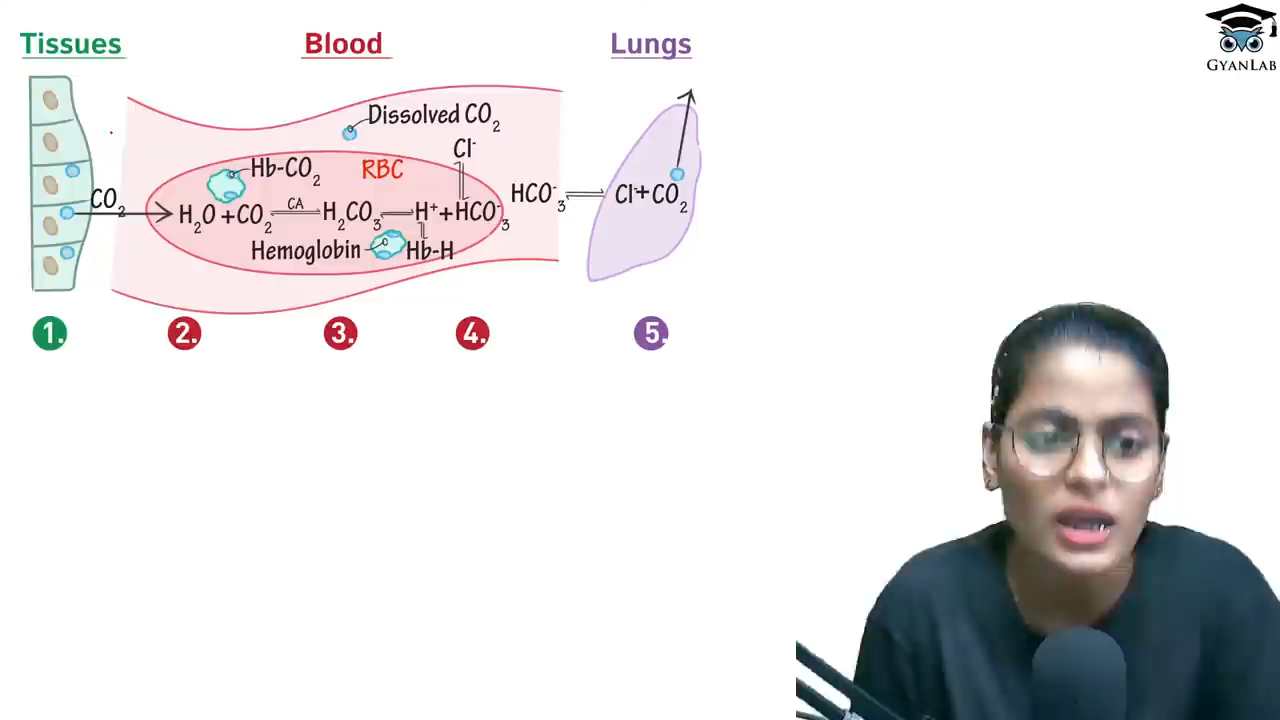 Tissues
Blood
Lungs
GYANLAB
Dissolved CO₂
Cl⁻
Hb-CO₂
RBC
CO₂
H₂O + CO₂ ⇌ CA H₂CO₃ ⇌ H⁺ + HCO₃⁻
HCO₃⁻ ⇌ Cl⁻ + CO₂
Hemoglobin
Hb-H
1.
2.
3.
4.
5.